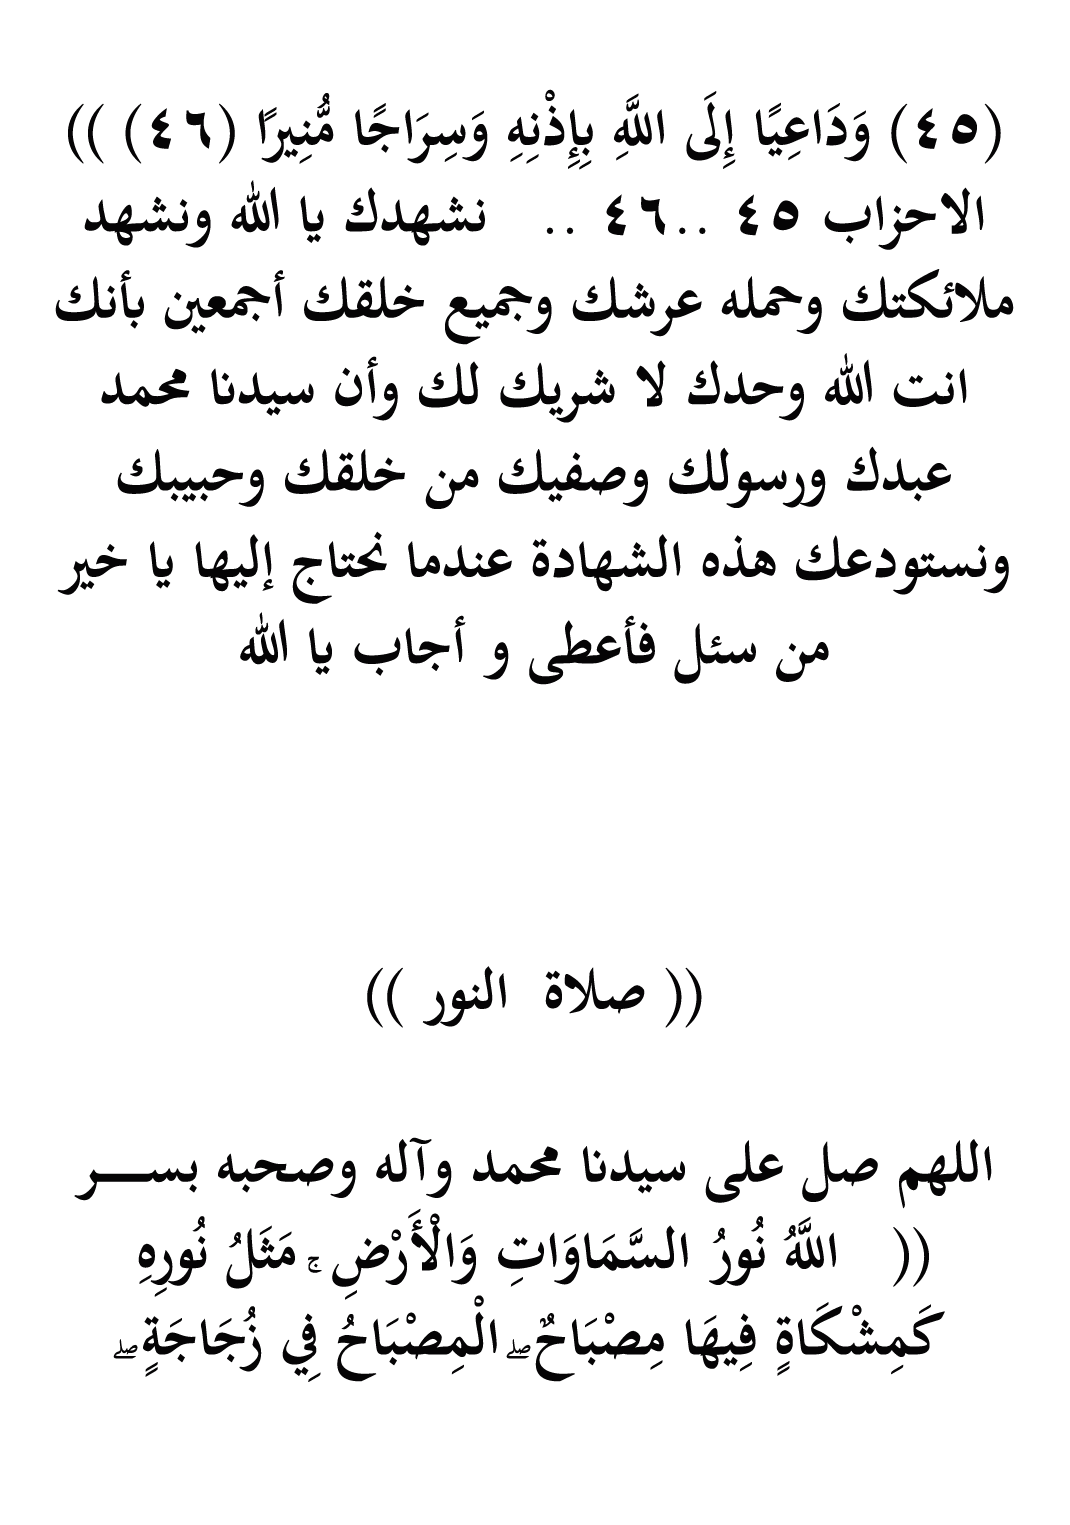 (٤٥) وَدَاعِيًا إِلَى اللَّهِ بِإِذْنِهِ وَسِرَاجًا مُّنِيرًا (٤٦) ))
الاحزاب ٤٥ ..٤٦ .. نشهدك يا الله ونشهد
ملائكتك وحمله عرشك وجميع خلقك أجمعين بأنك
انت الله وحدك لا شريك لك وأن سيدنا محمد
عبدك ورسولك وصفيك من خلقك وحبيبك
ونستودعك هذه الشهادة عندما نحتاج إليها يا خير
من سئل فأعطى و أجاب يا الله
(( صلاة النور ))
اللهم صل على سيدنا محمد وآله وصحبه بســـر
(( اللَّهُ نُورُ السَّمَاوَاتِ وَالْأَرْضِ ۚ مَثَلُ نُورِهِ
كَمِشْكَاةٍ فِيهَا مِصْبَاحٌ ۖ الْمِصْبَاحُ فِي زُجَاجَةٍ ۖ